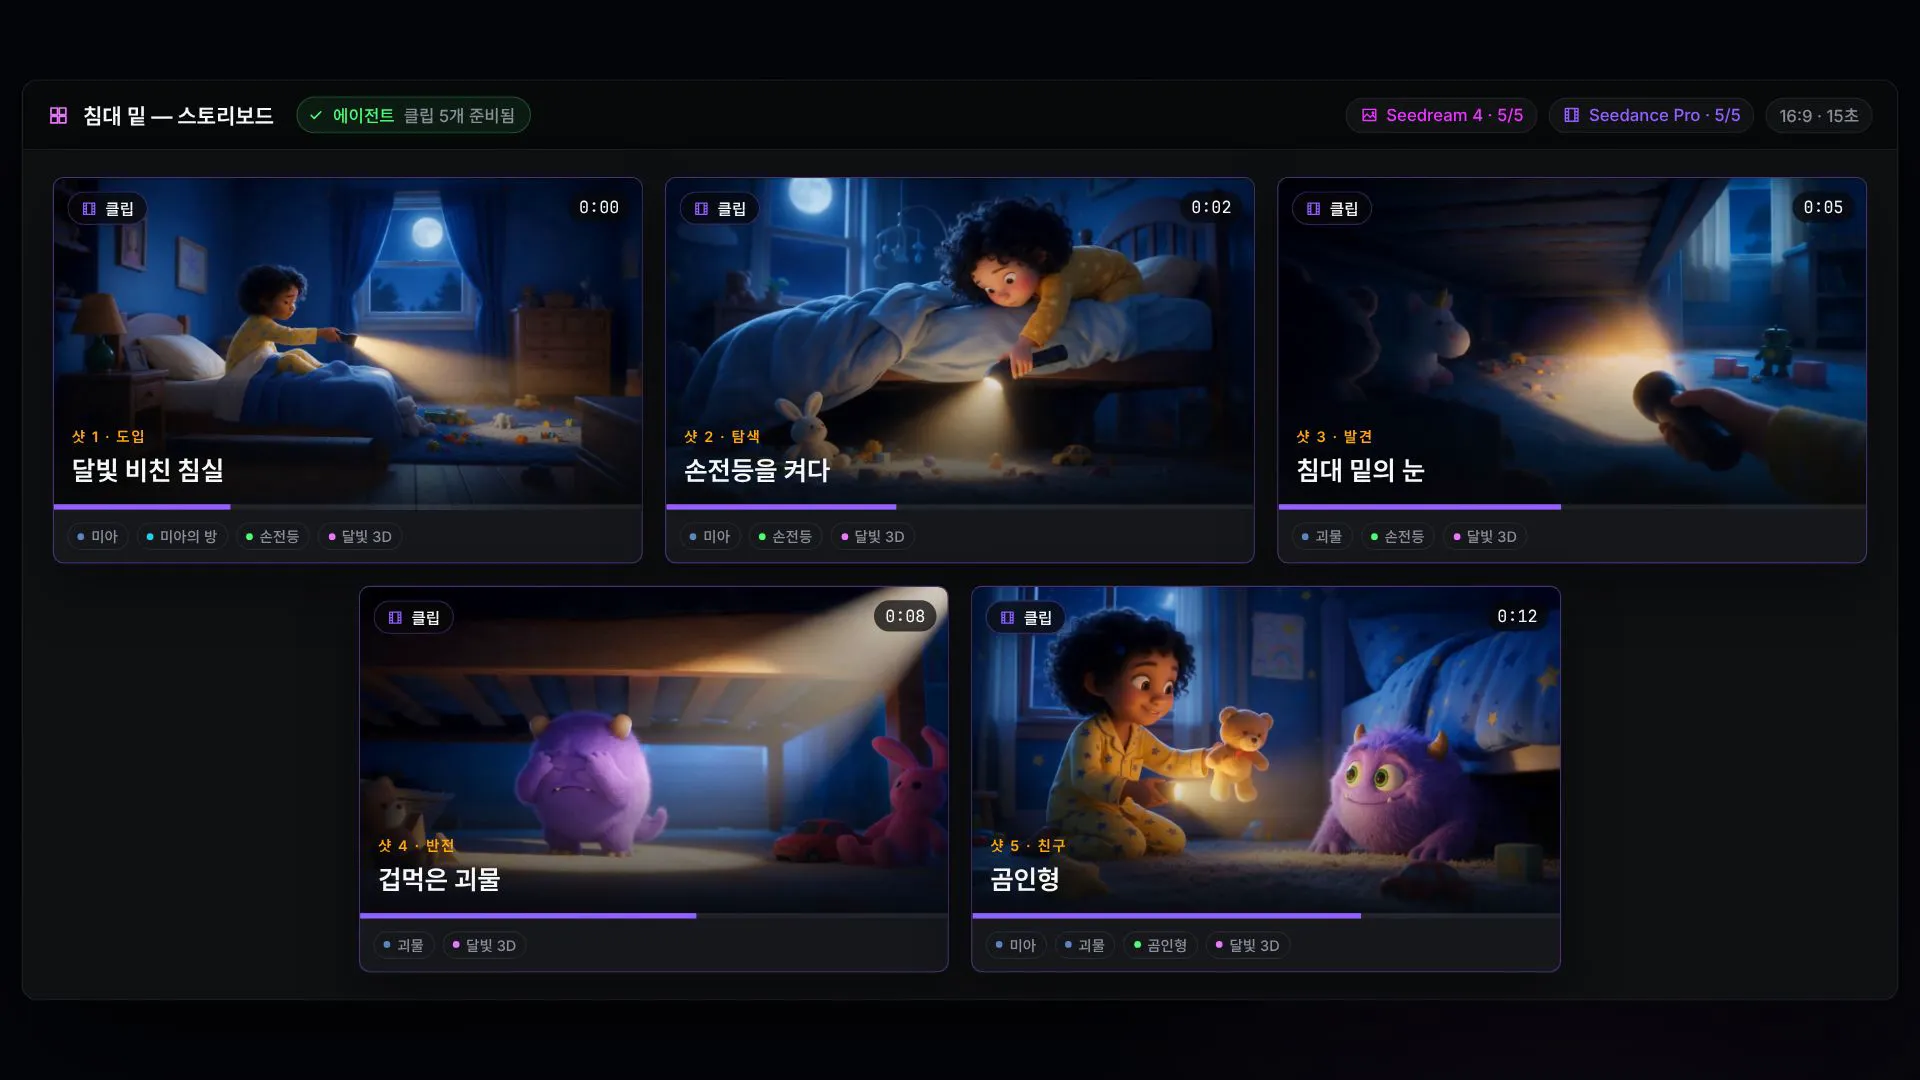 침대 밑 — 스토리보드
에이전트 클립 5개 준비됨
Seedream 4 · 5/5
Seedance Pro · 5/5
16:9 · 15초
클립
0:00
샷 1 · 도입
달빛 비친 침실
미아
미아의 방
손전등
달빛 3D
클립
0:02
샷 2 · 탐색
손전등을 켜다
미아
손전등
달빛 3D
클립
0:05
샷 3 · 발견
침대 밑의 눈
괴물
손전등
달빛 3D
클립
0:08
샷 4 · 반전
겁먹은 괴물
괴물
달빛 3D
클립
0:12
샷 5 · 친구
곰인형
미아
괴물
곰인형
달빛 3D